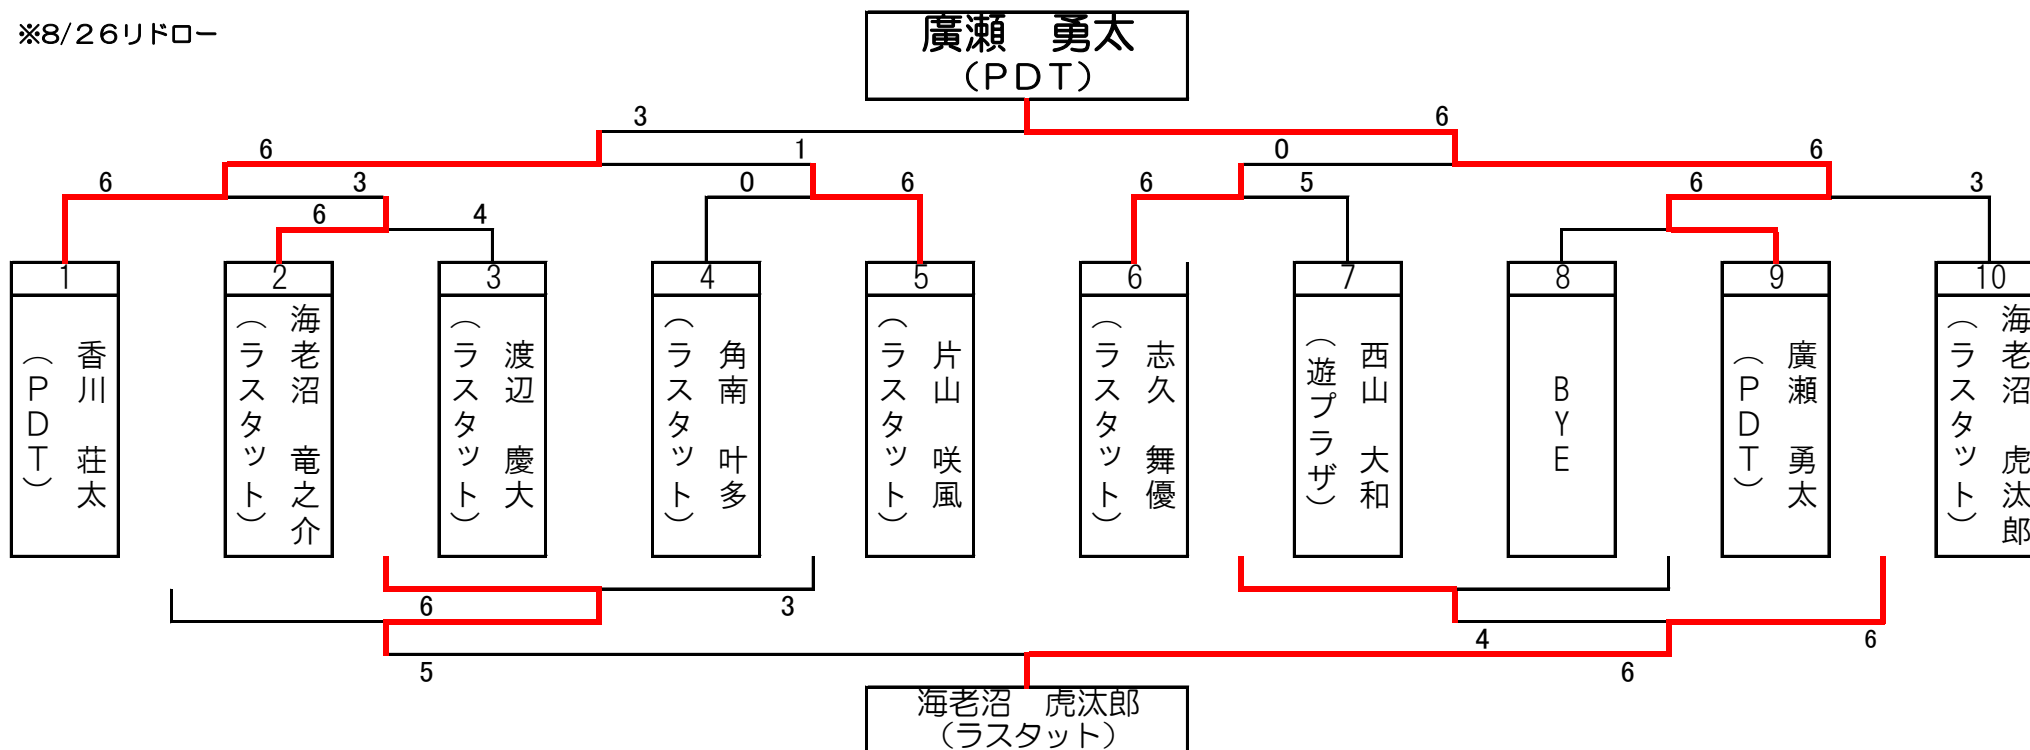 ※8/26リドロー
廣瀬　勇太
(PDT)
3
6
6
1
0
6
6
3
0
6
6
5
6
3
6
4
1
2
3
4
5
6
7
8
9
10
香川　荘太
(PDT)
海老沼　竜之介
(ラスタット)
渡辺　慶大
(ラスタット)
角南　叶多
(ラスタット)
片山　咲風
(ラスタット)
志久　舞優
(ラスタット)
西山　大和
(遊プラザ)
BYE
廣瀬　勇太
(PDT)
海老沼　虎汰郎
(ラスタット)
6
3
4
6
5
6
海老沼　虎汰郎
(ラスタット)